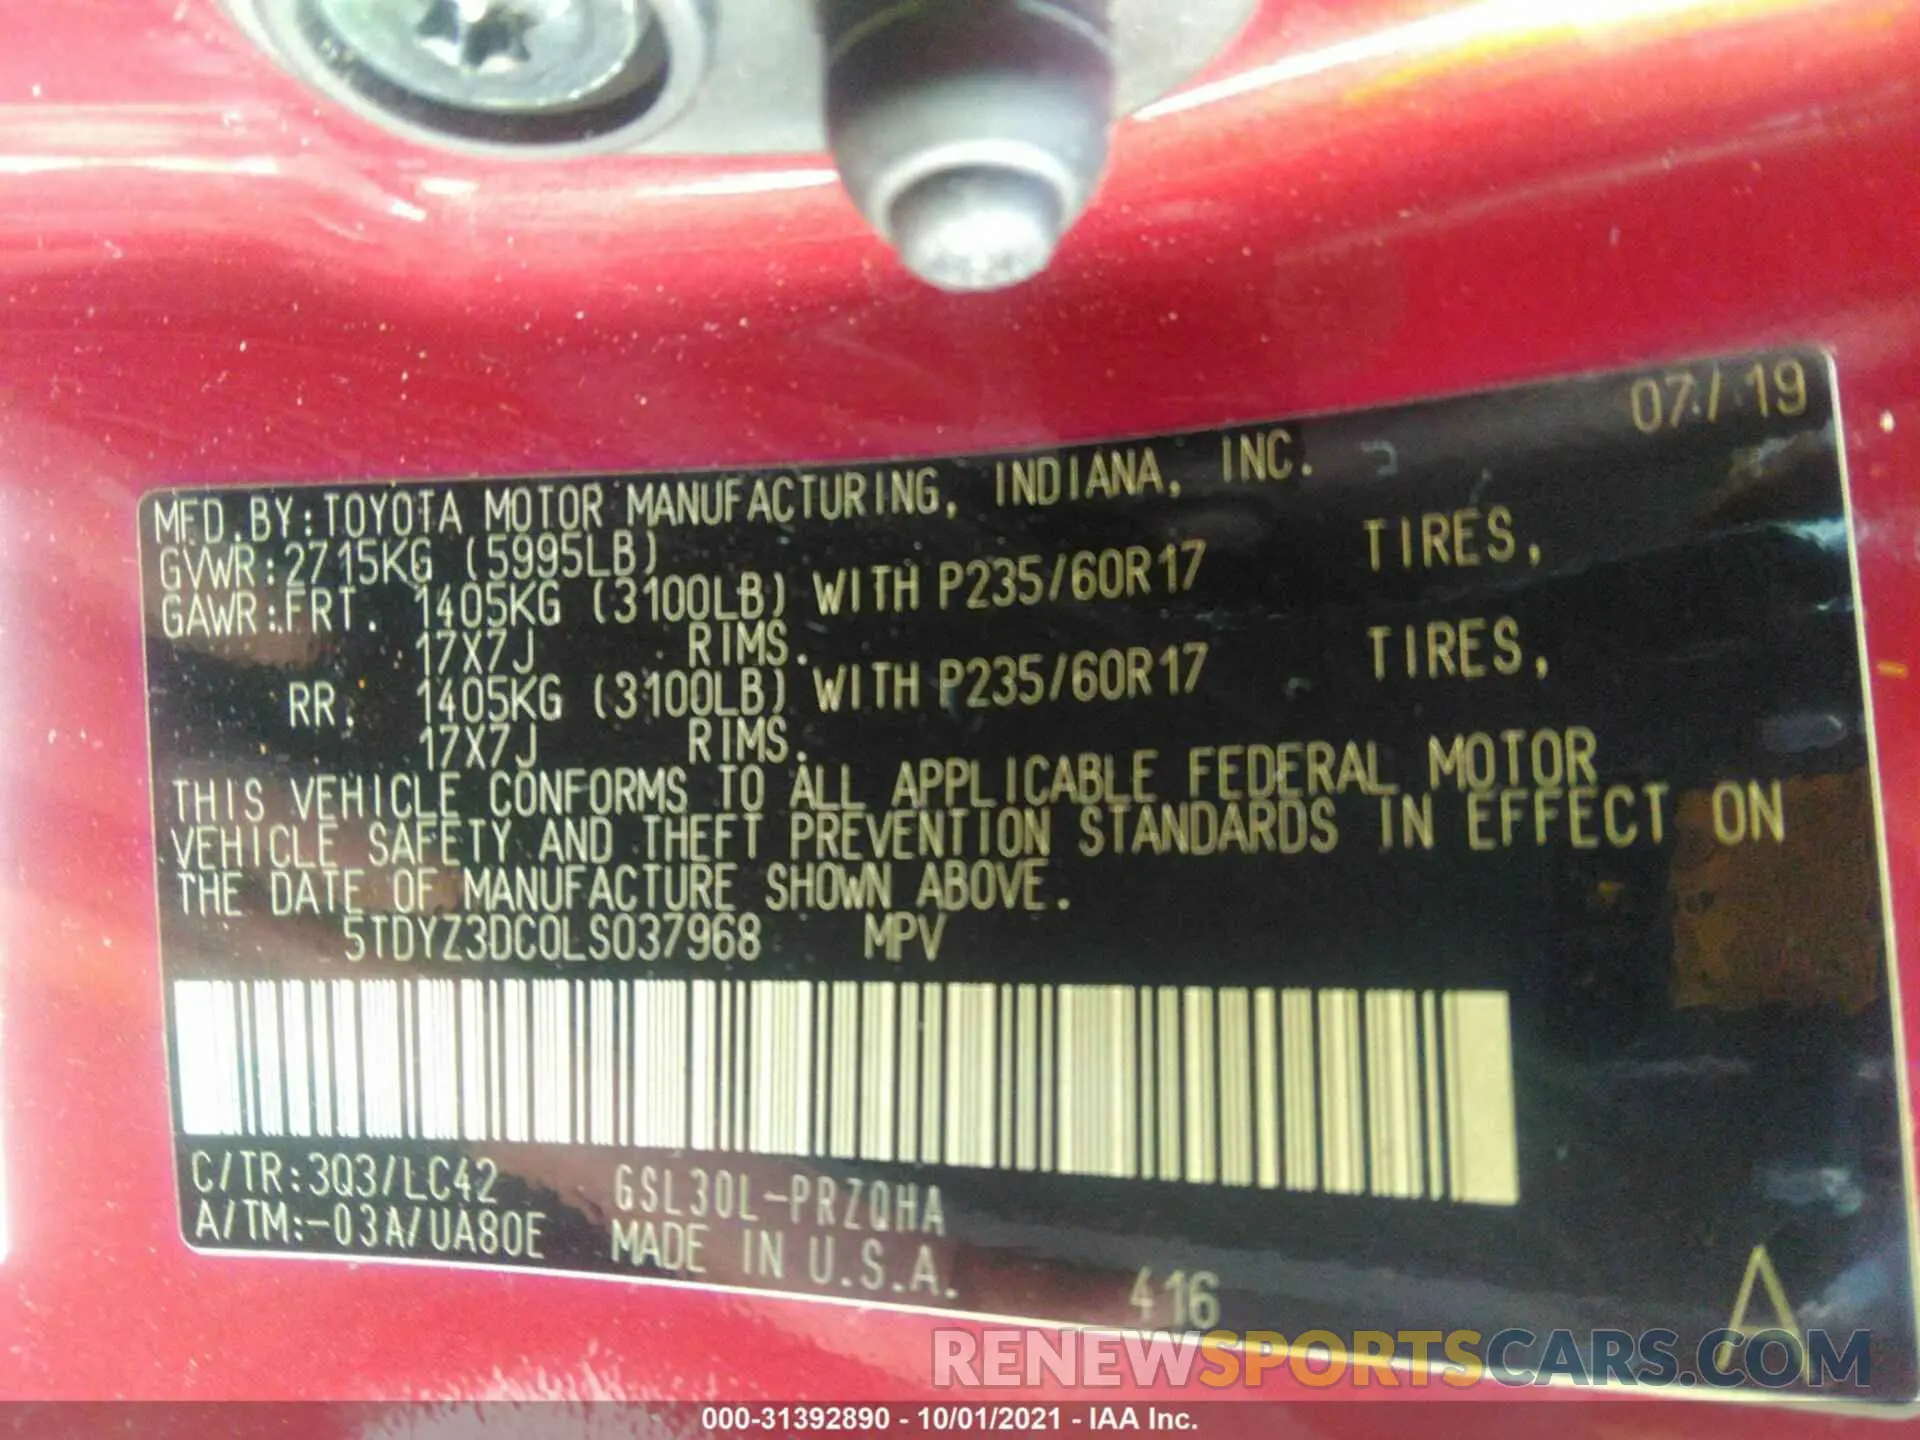 07/19
MFD.BY:TOYOTA MOTOR MANUFACTURING, INDIANA, INC.
GVWR:2715KG (5995LB)
GAWR:FRT. 1405KG (3100LB) WITH P235/60R17 TIRES,
17X7J RIMS.
RR. 1405KG (3100LB) WITH P235/60R17 TIRES,
17X7J RIMS.
THIS VEHICLE CONFORMS TO ALL APPLICABLE FEDERAL MOTOR
VEHICLE SAFETY AND THEFT PREVENTION STANDARDS IN EFFECT ON
THE DATE OF MANUFACTURE SHOWN ABOVE.
5TDYZ3DC0LS037968 MPV
C/TR:3Q3/LC42 GSL30L-PRZQHA
A/TM:-03A/UA80E MADE IN U.S.A.
416
A
RENEWSPORTSCARS.COM
000-31392890 - 10/01/2021 - IAA Inc.